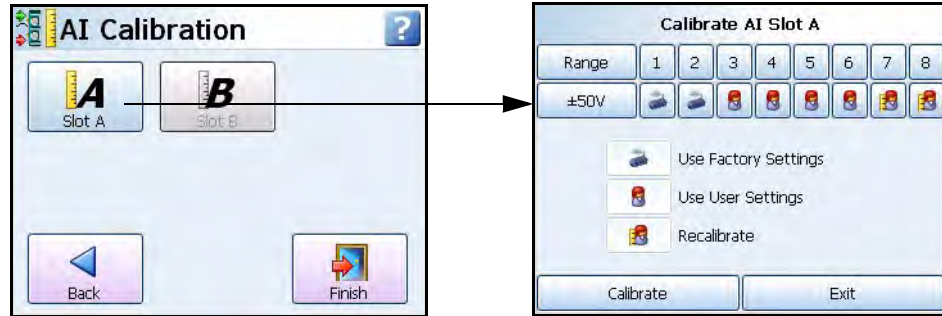 AI Calibration
?
A
Slot A
B
Slot B
Back
Finish
Calibrate AI Slot A
Range 1 2 3 4 5 6 7 8
±50V
Use Factory Settings
Use User Settings
Recalibrate
Calibrate Exit